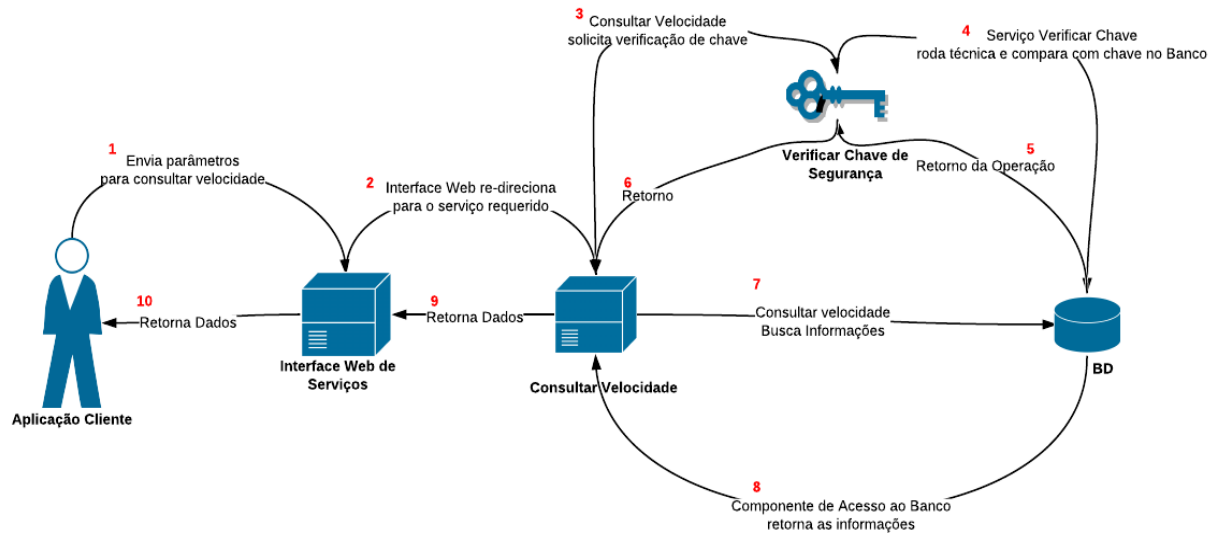 3
Consultar Velocidade
solicita verificação de chave
4
Serviço Verificar Chave
roda técnica e compara com chave no Banco
1
Envia parâmetros
para consultar velocidade
2
Interface Web re-direciona
para o serviço requerido
Verificar Chave de
Segurança
5
Retorno da Operação
6
Retorno
10
Retorna Dados
9
Retorna Dados
7
Consultar velocidade
Busca Informações
Aplicação Cliente
Interface Web de
Serviços
Consultar Velocidade
BD
8
Componente de Acesso ao Banco
retorna as informações